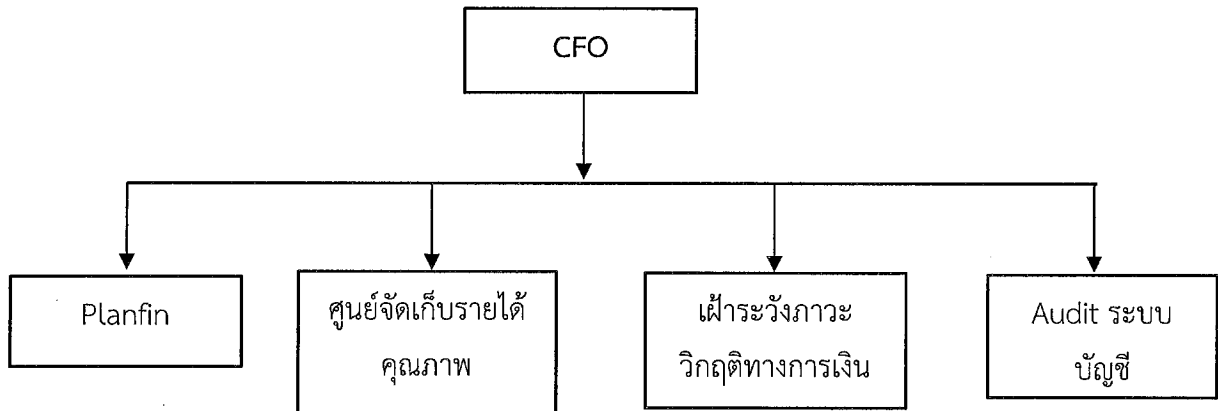 CFO
Planfin
ศูนย์จัดเก็บรายได้
คุณภาพ
เฝ้าระวังภาวะ
วิกฤติทางการเงิน
Audit ระบบ
บัญชี